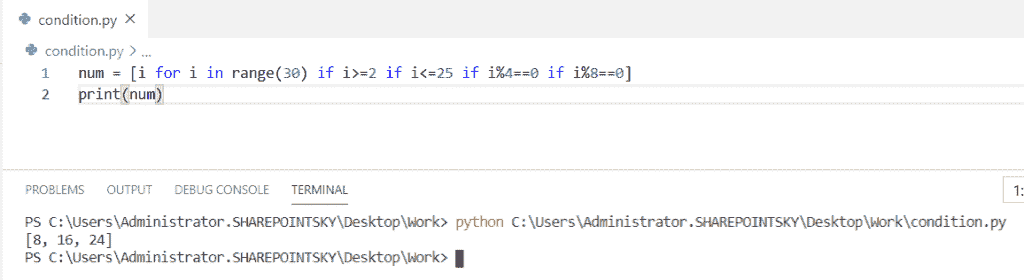 condition.py ×
condition.py > ...
1 num = [i for i in range(30) if i>=2 if i<=25 if i%4==0 if i%8==0]
2 print(num)
PROBLEMS OUTPUT DEBUG CONSOLE TERMINAL 1:
PS C:\Users\Administrator.SHAREPOINTSKY\Desktop\Work> python C:\Users\Administrator.SHAREPOINTSKY\Desktop\Work\condition.py
[8, 16, 24]
PS C:\Users\Administrator.SHAREPOINTSKY\Desktop\Work>